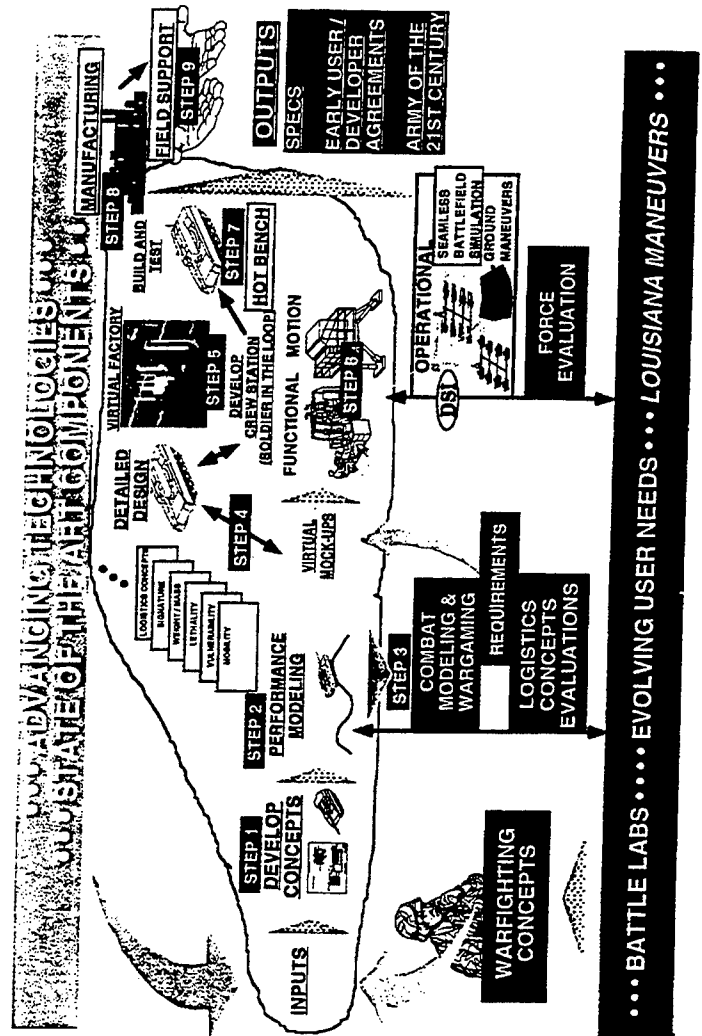 ADVANCING TECHNOLOGIES
STATE OF THE ART COMPONENTS
INPUTS
STEP 1
DEVELOP
CONCEPTS
STEP 2
PERFORMANCE
MODELING
LOGISTICS CONCEPTS
SIGNATURE
WEIGHT/MASS
LETHALITY
VULNERABILITY
MOBILITY
DETAILED
DESIGN
STEP 4
VIRTUAL
MOCK-UPS
VIRTUAL FACTORY
STEP 5
DEVELOP
CREW STATION
(SOLDIER IN THE LOOP)
FUNCTIONAL MOTION
STEP 6
BUILD AND
TEST
STEP 7
HOT BENCH
STEP 8
MANUFACTURING
FIELD SUPPORT
STEP 9
OUTPUTS
SPECS
EARLY USER/
DEVELOPER
AGREEMENTS
ARMY OF THE
21ST CENTURY
WARFIGHTING
CONCEPTS
STEP 3
COMBAT
MODELING &
WARGAMING
REQUIREMENTS
LOGISTICS
CONCEPTS
EVALUATIONS
OPERATIONAL
SEAMLESS
BATTLEFIELD
SIMULATION
GROUND
MANEUVERS
DSI
FORCE
EVALUATION
••• BATTLE LABS •••• EVOLVING USER NEEDS •••• LOUISIANA MANEUVERS •••